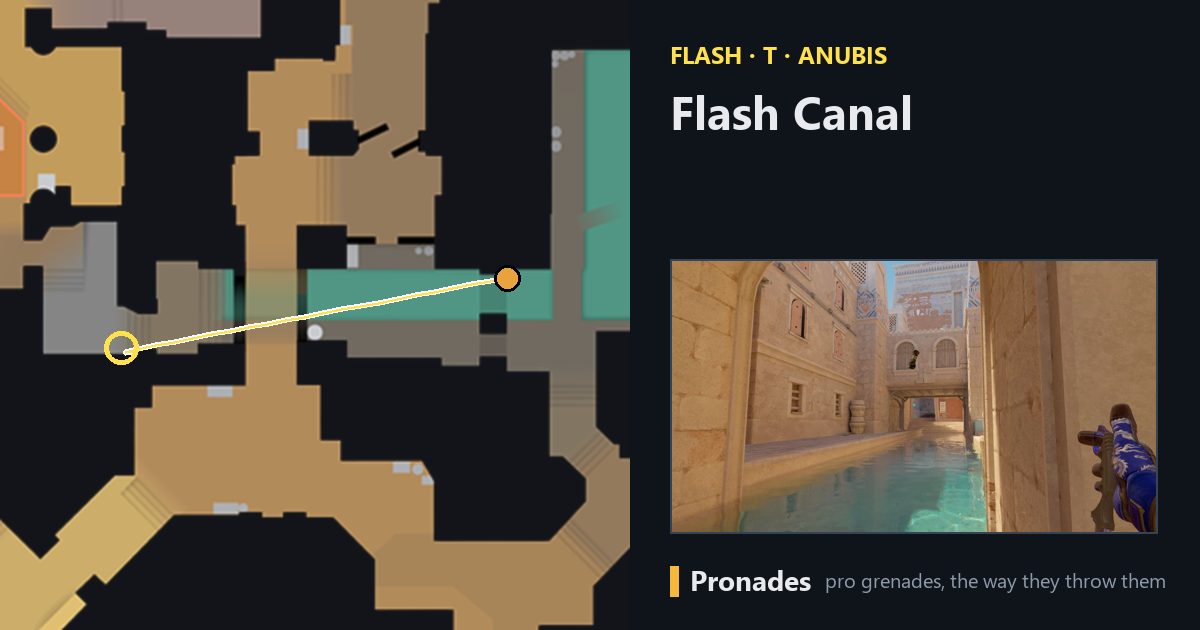 FLASH · T · ANUBIS
Flash Canal
Pronades pro grenades, the way they throw them